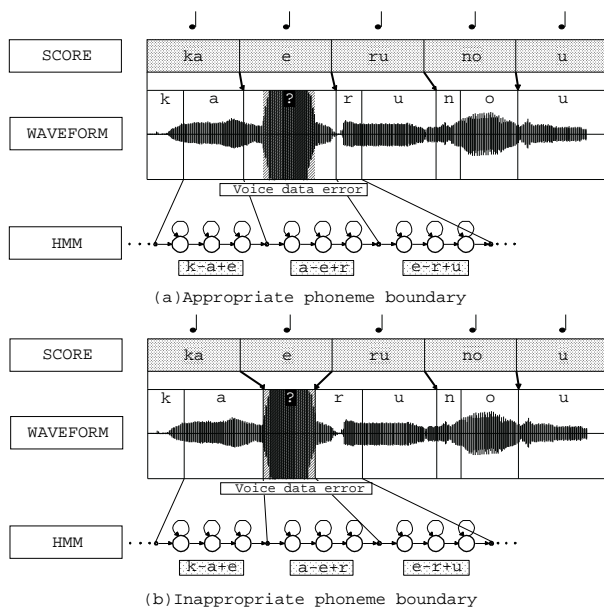 SCORE ka e ru no u
k a ? r u n o u
WAVEFORM
Voice data error
HMM
k-a+e a-e+r e-r+u
(a)Appropriate phoneme boundary
SCORE ka e ru no u
k a ? r u n o u
WAVEFORM
Voice data error
HMM
k-a+e a-e+r e-r+u
(b)Inappropriate phoneme boundary